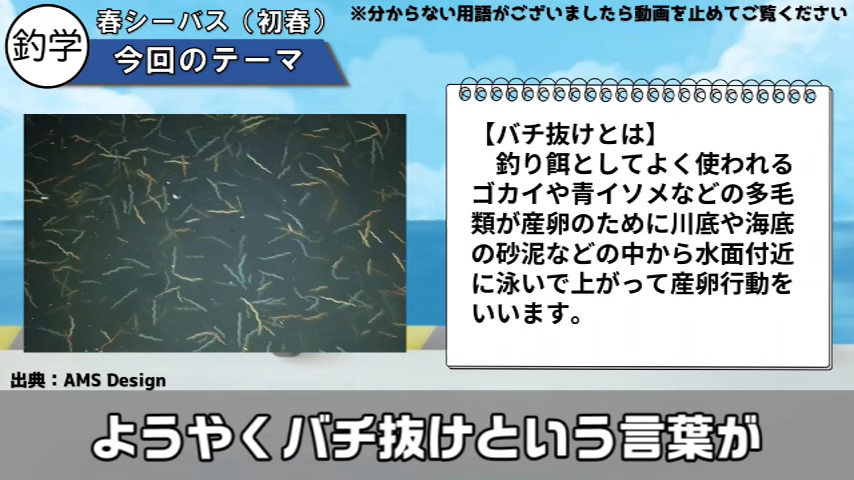 釣学
春シーバス（初春）
※分からない用語がございましたら動画を止めてご覧ください
今回のテーマ
【バチ抜けとは】
釣り餌としてよく使われる
ゴカイや青イソメなどの多毛
類が産卵のために川底や海底
の砂泥などの中から水面付近
に泳いで上がって産卵行動を
いいます。
出典：AMS Design
ようやくバチ抜けという言葉が